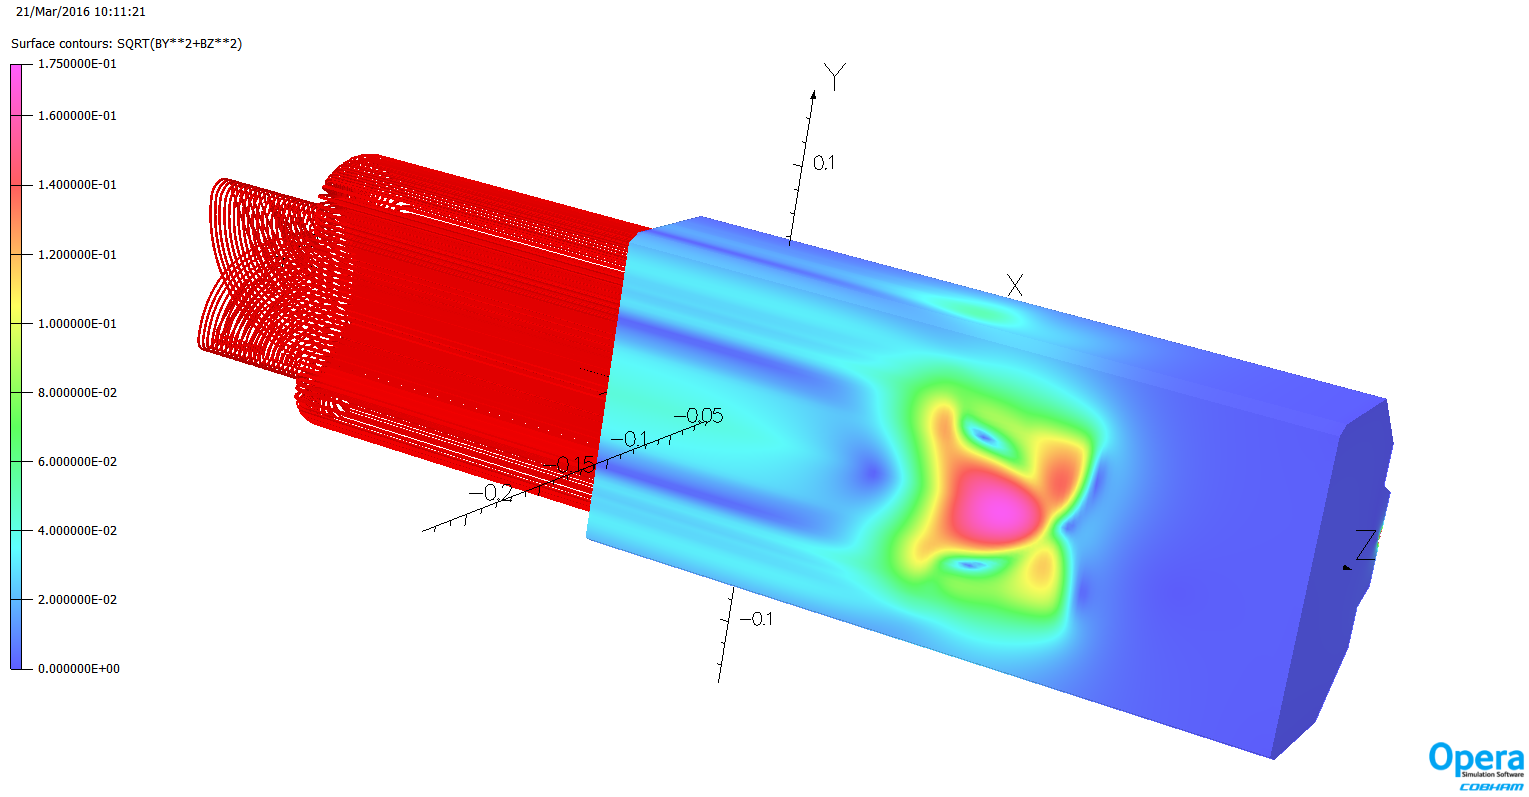 21/Mar/2016 10:11:21
Surface contours: SQRT(BY**2+BZ**2)
1.750000E-01
1.600000E-01
1.400000E-01
1.200000E-01
1.000000E-01
8.000000E-02
6.000000E-02
4.000000E-02
2.000000E-02
0.000000E+00
Y
0.1
X
-0.05
-0.1
-0.15
-0.2
Z
-0.1
Opera
Simulation Software
COBHAM